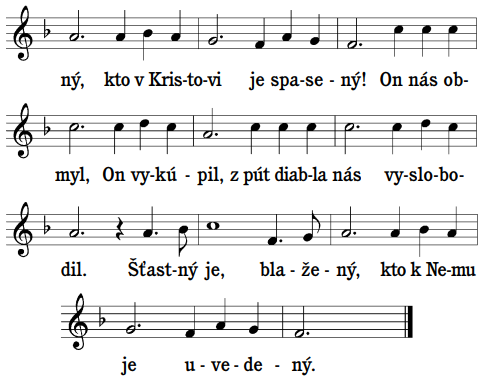 ný, kto v Kris-to-vi je spa-se - ný! On nás ob-
myl, On vy-kú - pil, z pút diab-la nás vy-slo-bo-
dil. Šťast-ný je, bla - že - ný, kto k Ne-mu
je u - ve - de - ný.